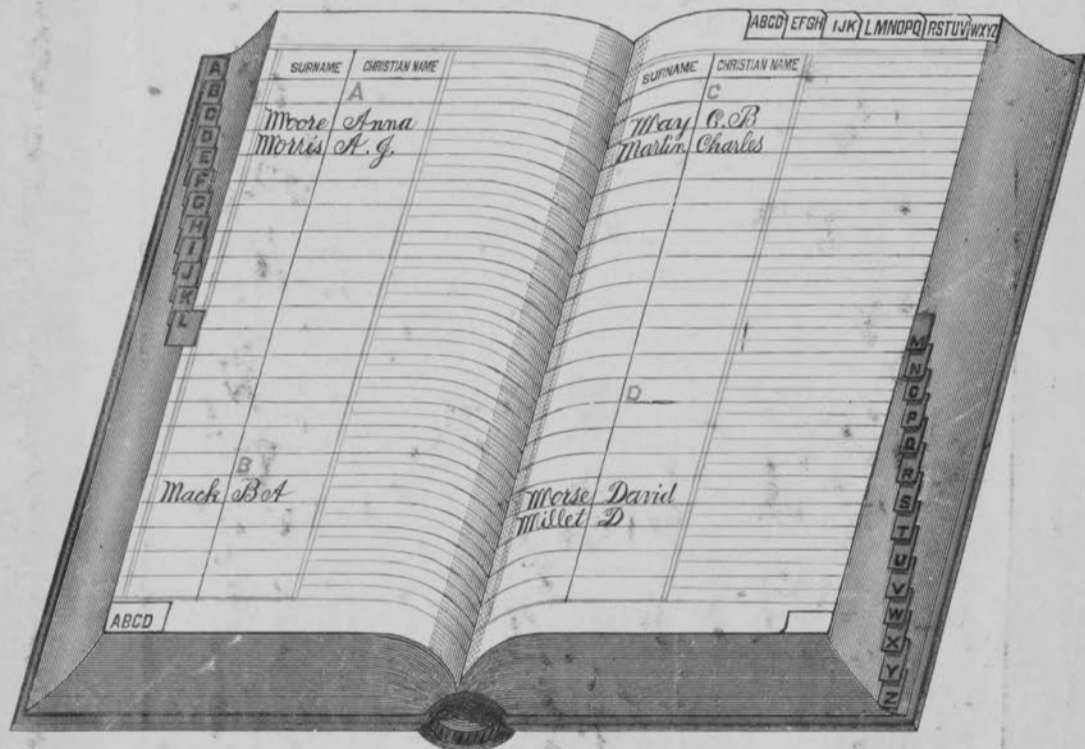 ABCD EFGH IJK LMNOPQ RSTUV WXYZ
A
B
C
D
E
F
G
H
I
J
K
L
SURNAME CHRISTIAN NAME
A
Moore Anna
Morris A. J.
B
Mack B A
ABCD
SURNAME CHRISTIAN NAME
C
May C. B
Martin Charles
D
Morse David
Millet D
M
N
O
P
Q
R
S
T
U
V
W
X
Y
Z